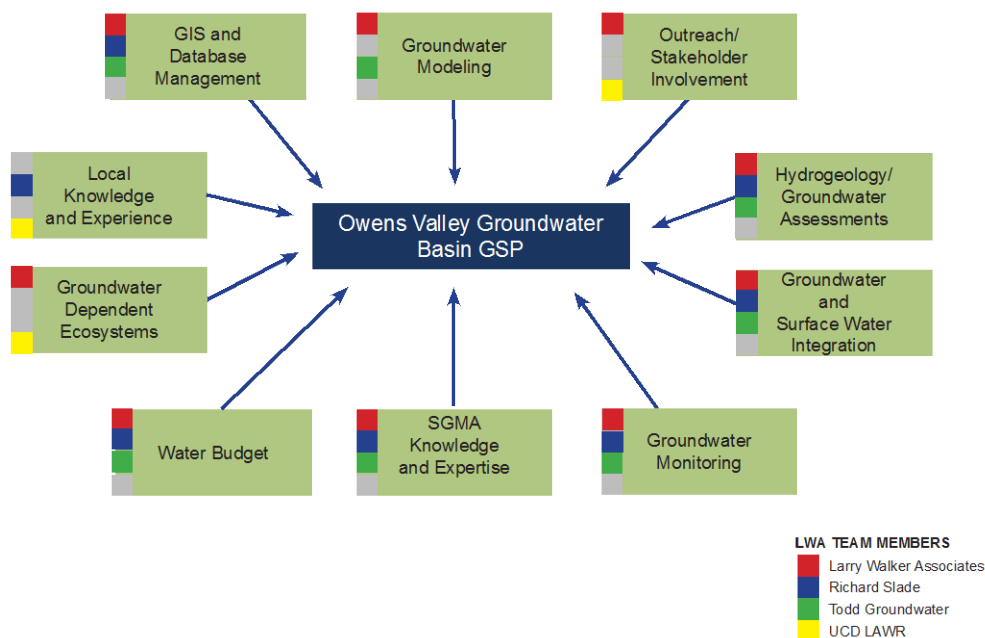 GIS and
Database
Management
Groundwater
Modeling
Outreach/
Stakeholder
Involvement
Local
Knowledge
and Experience
Owens Valley Groundwater
Basin GSP
Hydrogeology/
Groundwater
Assessments
Groundwater
Dependent
Ecosystems
Groundwater
and
Surface Water
Integration
Water Budget
SGMA
Knowledge
and Expertise
Groundwater
Monitoring
LWA TEAM MEMBERS
Larry Walker Associates
Richard Slade
Todd Groundwater
UCD LAWR